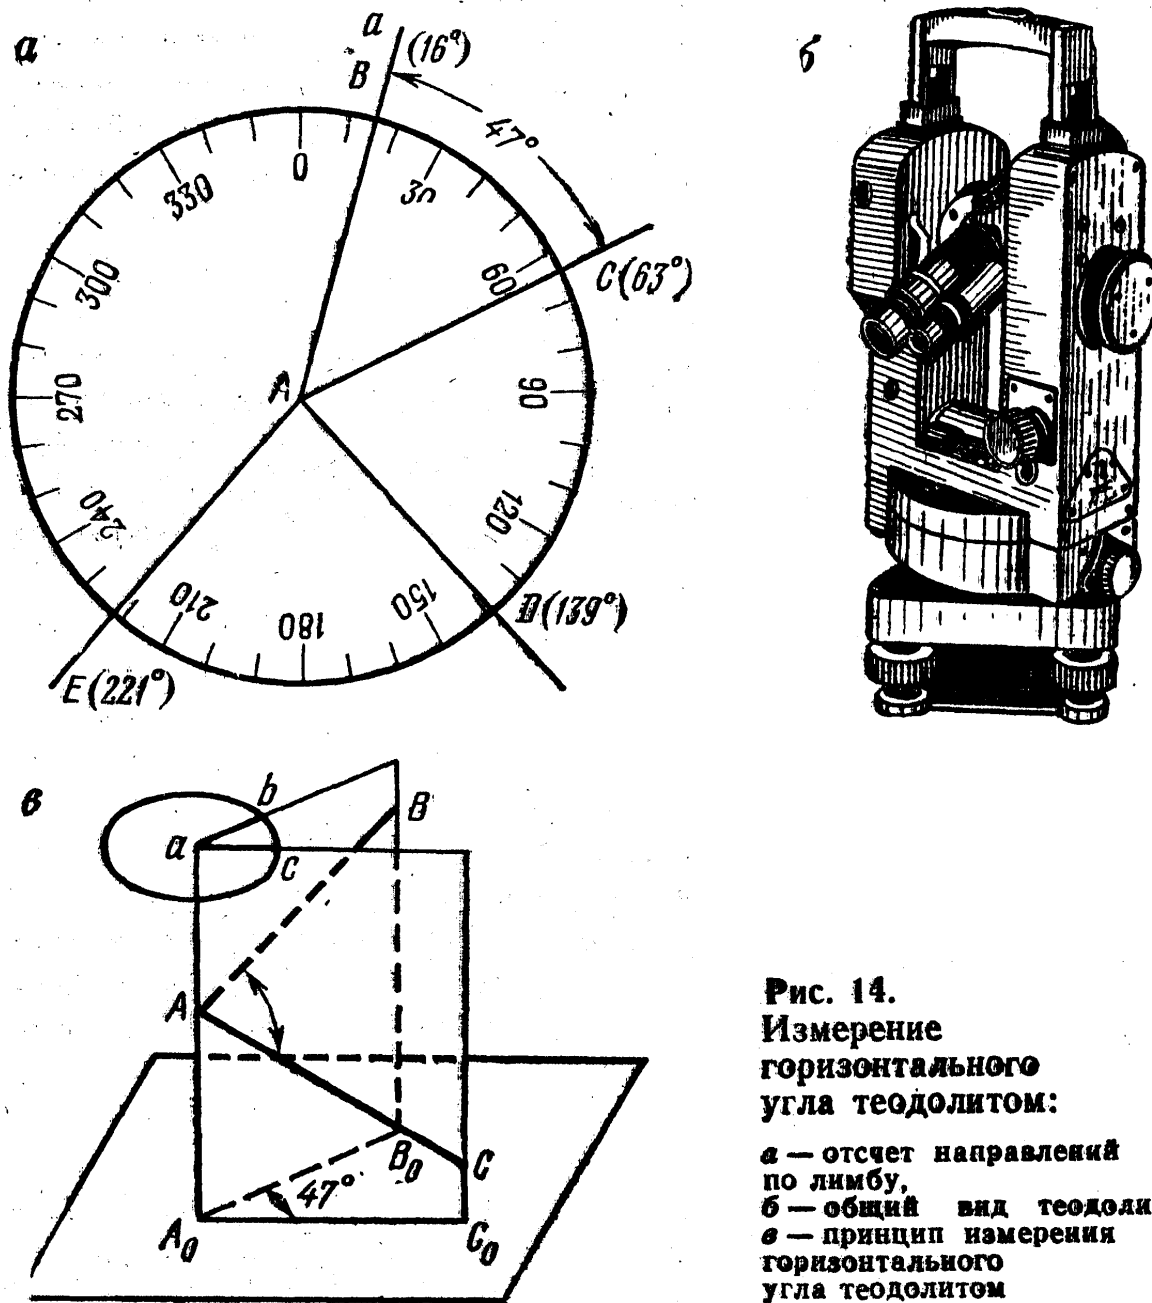 а
a
(16°)
B
47°
0
30
60
90
120
150
180
210
240
270
300
330
A
C(63°)
D(139°)
E(221°)
б
в
b
a
c
B
A
B₀
C
47°
A₀
C₀
Рис. 14.
Измерение
горизонтального
угла теодолитом:
а — отсчет направлений
по лимбу,
б — общий вид теодоли
в — принцип измерения
горизонтального
угла теодолитом